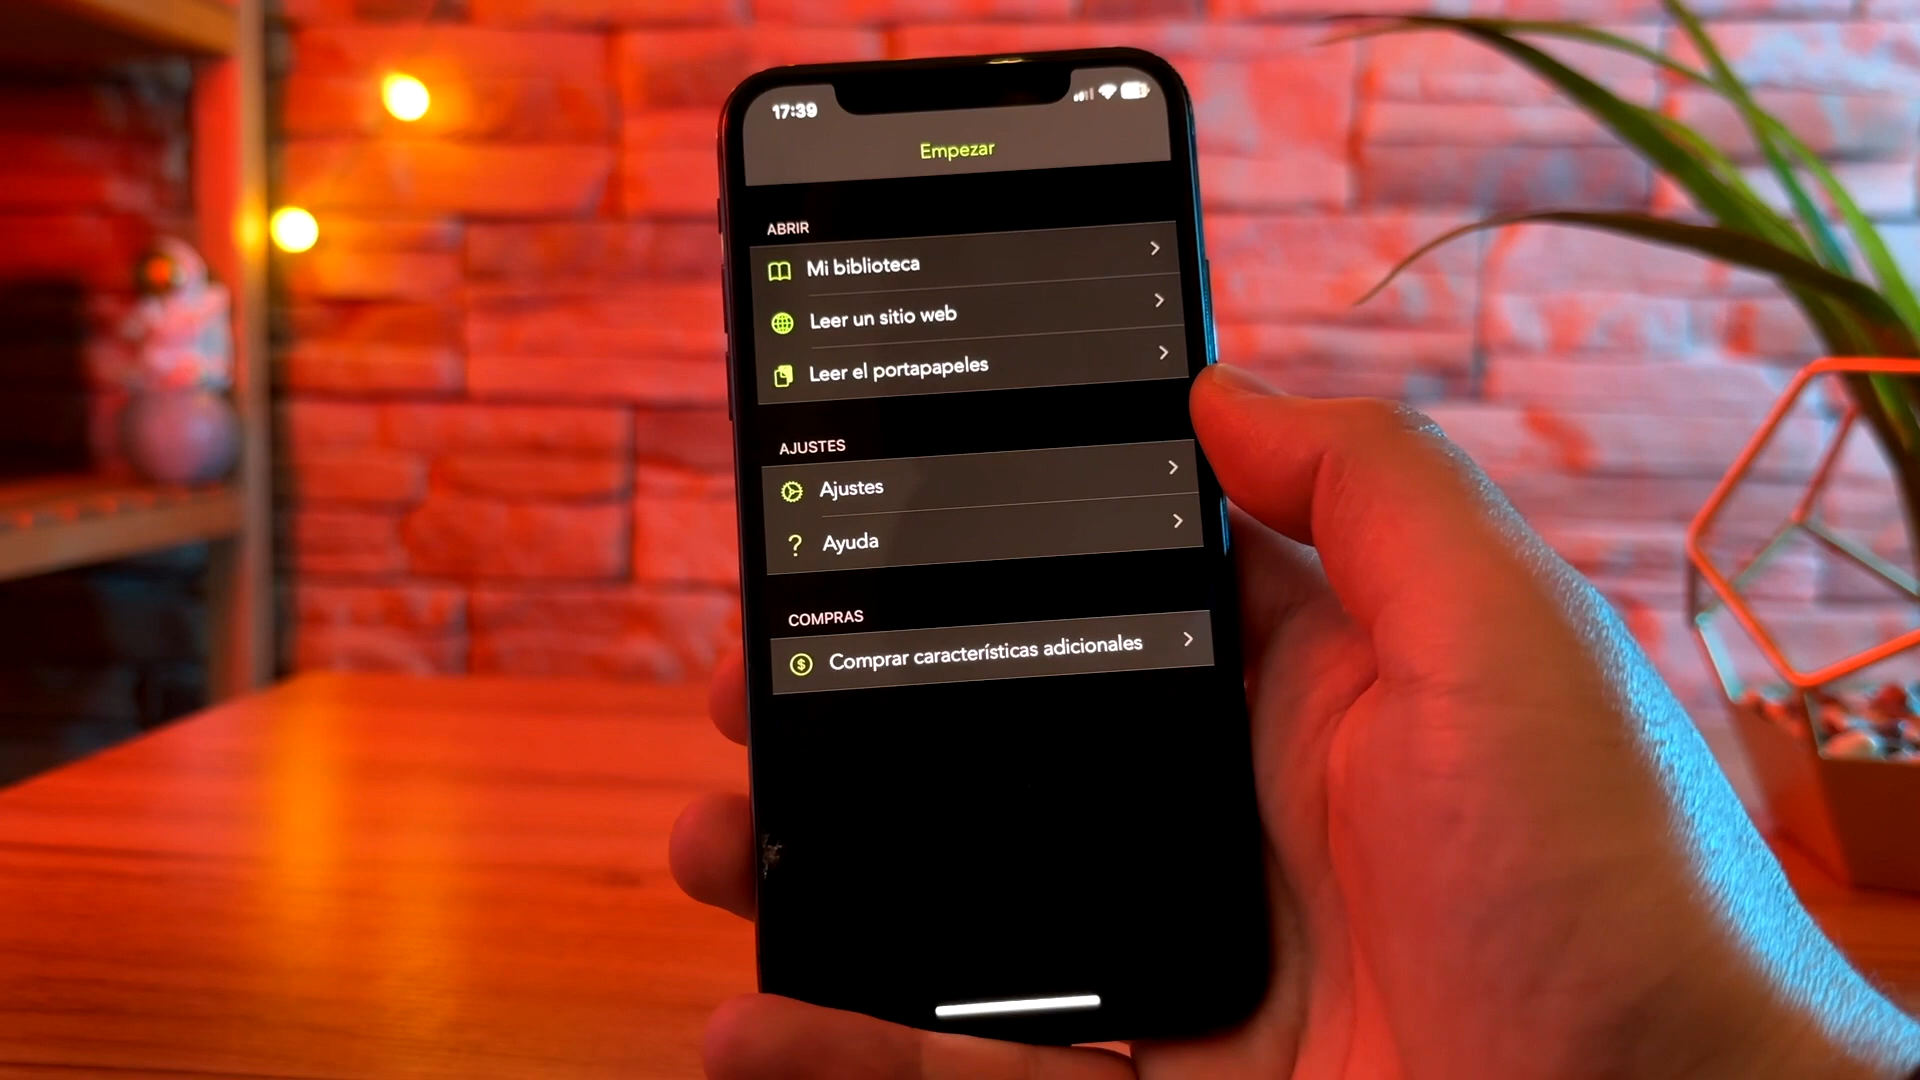 17:39
Empezar
ABRIR
Mi biblioteca
Leer un sitio web
Leer el portapapeles
AJUSTES
Ajustes
? Ayuda
COMPRAS
$ Comprar características adicionales